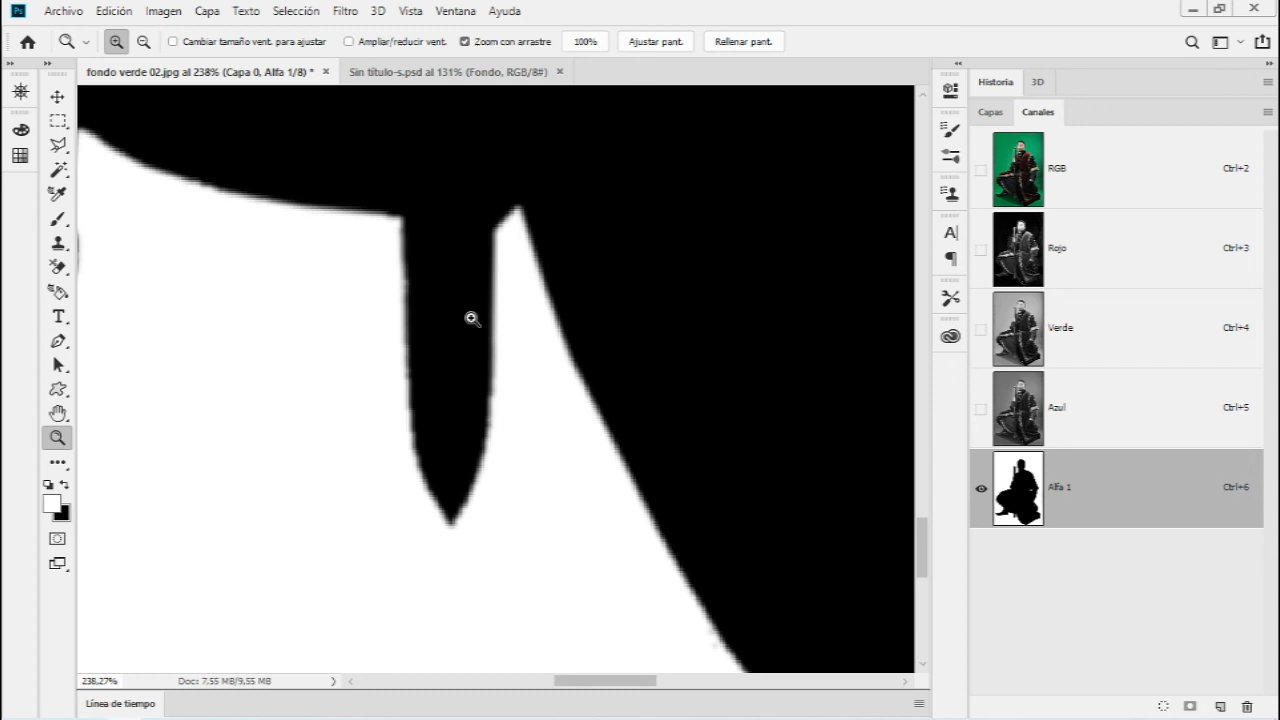 Ps Archivo Edición Imagen Capa Texto Selección Filtro 3D Vista Ventana Ayuda
Cambiar tamaño vent. para ajustar Ampliar/reducir vent. Zoom con arrastre 100% Ajustar pant. Rellenar pant.
fondo verde 02.jpg al 238% (Capa 0, Alfa 1/8) * Sin título-s.psd al 131% (Fondo, RGB/8#)
Historia 3D
Capas Canales
RGB Ctrl+2
Rojo Ctrl+3
Verde Ctrl+4
Azul Ctrl+5
Alfa 1 Ctrl+6
238,27% Doc: 7,55 MB/9,55 MB
Línea de tiempo